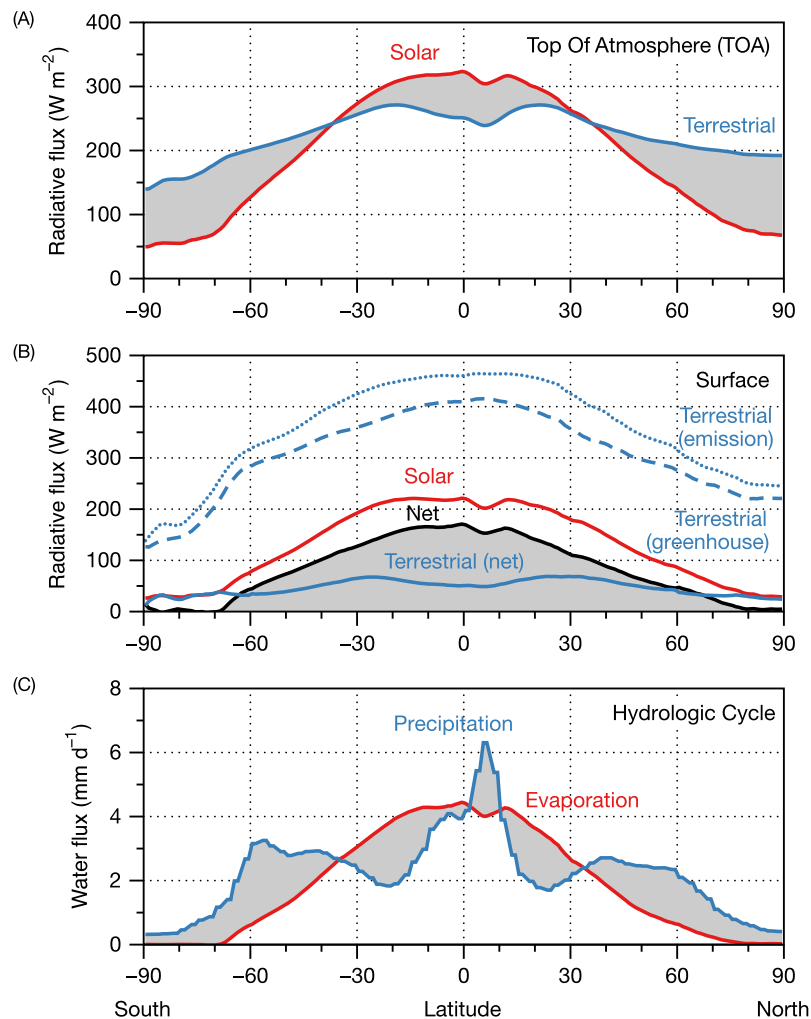 (A)
400
300
200
100
0
Radiative flux (W m⁻²)
Top Of Atmosphere (TOA)
Solar
Terrestrial
−90
−60
−30
0
30
60
90
(B)
500
400
300
200
100
0
Radiative flux (W m⁻²)
Surface
Terrestrial
(emission)
Solar
Net
Terrestrial
(greenhouse)
Terrestrial (net)
−90
−60
−30
0
30
60
90
(C)
8
6
4
2
0
Water flux (mm d⁻¹)
Hydrologic Cycle
Precipitation
Evaporation
−90
−60
−30
0
30
60
90
South
Latitude
North